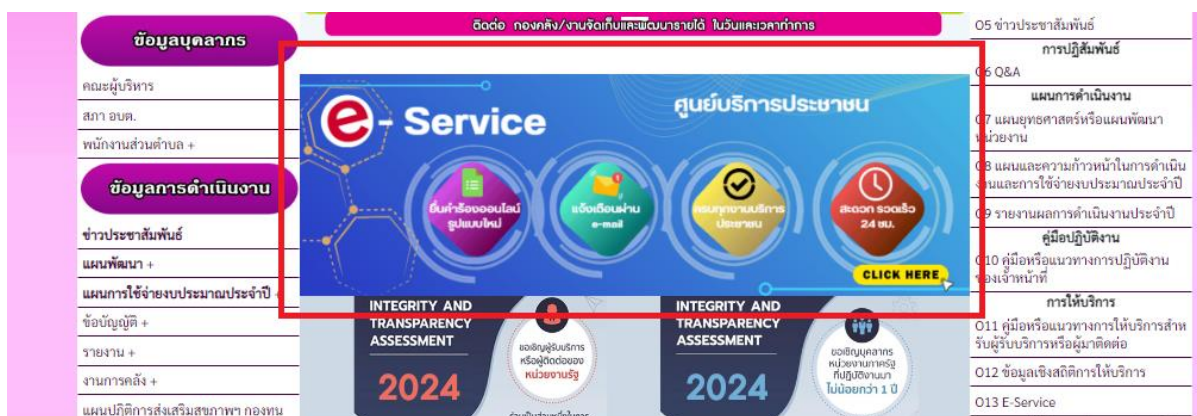 ติดต่อ กองคลัง/งานจัดเก็บและพัฒนารายได้ ในวันและเวลาทำการ
ข้อมูลบุคลากร
คณะผู้บริหาร
สภา อบต.
พนักงานส่วนตำบล +
ข้อมูลการดำเนินงาน
ข่าวประชาสัมพันธ์
แผนพัฒนา +
แผนการใช้จ่ายงบประมาณประจำปี +
ข้อบัญญัติ +
รายงาน +
งานการคลัง +
แผนปฏิการส่งเสริมสุขภาพฯ กองทุน
e - Service
ศูนย์บริการประชาชน
ยื่นคำร้องออนไลน์
รูปแบบใหม่
แจ้งเตือนผ่าน
e-mail
ครบทุกงานบริการ
ประชาชน
สะดวก รวดเร็ว
24 ชม.
CLICK HERE
INTEGRITY AND
TRANSPARENCY
ASSESSMENT
2024
ขอเชิญผู้รับบริการ
หรือผู้ติดต่อของ
หน่วยงานรัฐ
INTEGRITY AND
TRANSPARENCY
ASSESSMENT
2024
ขอเชิญบุคลากร
หน่วยงานภาครัฐ
ที่ปฏิบัติงานมา
ไม่น้อยกว่า 1 ปี
O5 ข่าวประชาสัมพันธ์
การปฏิสัมพันธ์
O6 Q&A
แผนการดำเนินงาน
O7 แผนยุทธศาสตร์หรือแผนพัฒนา
หน่วยงาน
O8 แผนและความก้าวหน้าในการดำเนิน
งานและการใช้จ่ายงบประมาณประจำปี
O9 รายงานผลการดำเนินงานประจำปี
คู่มือปฏิบัติงาน
O10 คู่มือหรือแนวทางการปฏิบัติงาน
ของเจ้าหน้าที่
การให้บริการ
O11 คู่มือหรือแนวทางการให้บริการสำห
รับผู้รับบริการหรือผู้มาติดต่อ
O12 ข้อมูลเชิงสถิติการให้บริการ
O13 E-Service